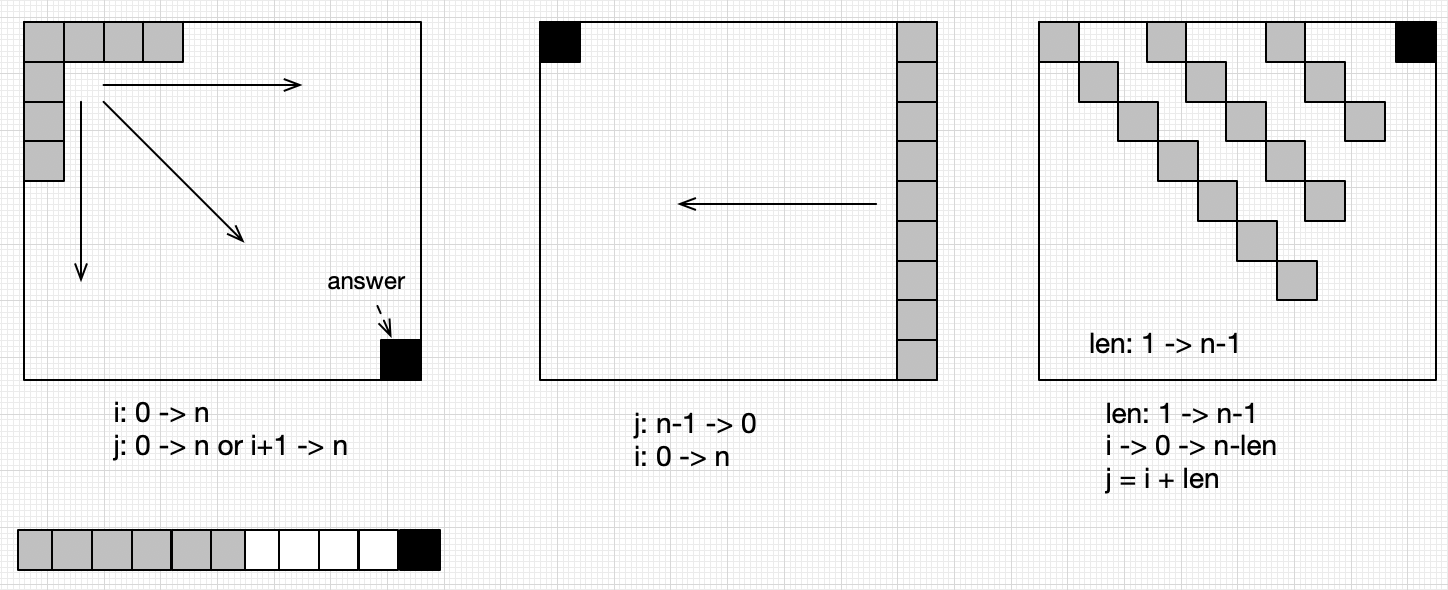 answer
i: 0 -> n
j: 0 -> n or i+1 -> n
j: n-1 -> 0
i: 0 -> n
len: 1 -> n-1
len: 1 -> n-1
i -> 0 -> n-len
j = i + len